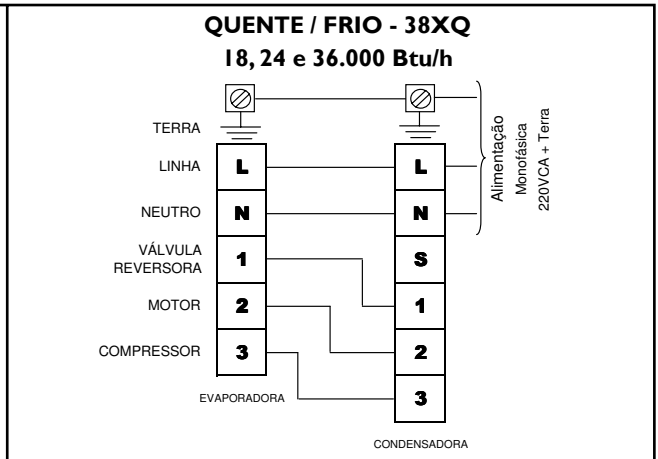 QUENTE / FRIO - 38XQ
18, 24 e 36.000 Btu/h
TERRA
LINHA
NEUTRO
VÁLVULA
REVERSORA
MOTOR
COMPRESSOR
L
N
1
2
3
EVAPORADORA
L
N
S
1
2
3
CONDENSADORA
Alimentação
Monofásica
220VCA + Terra